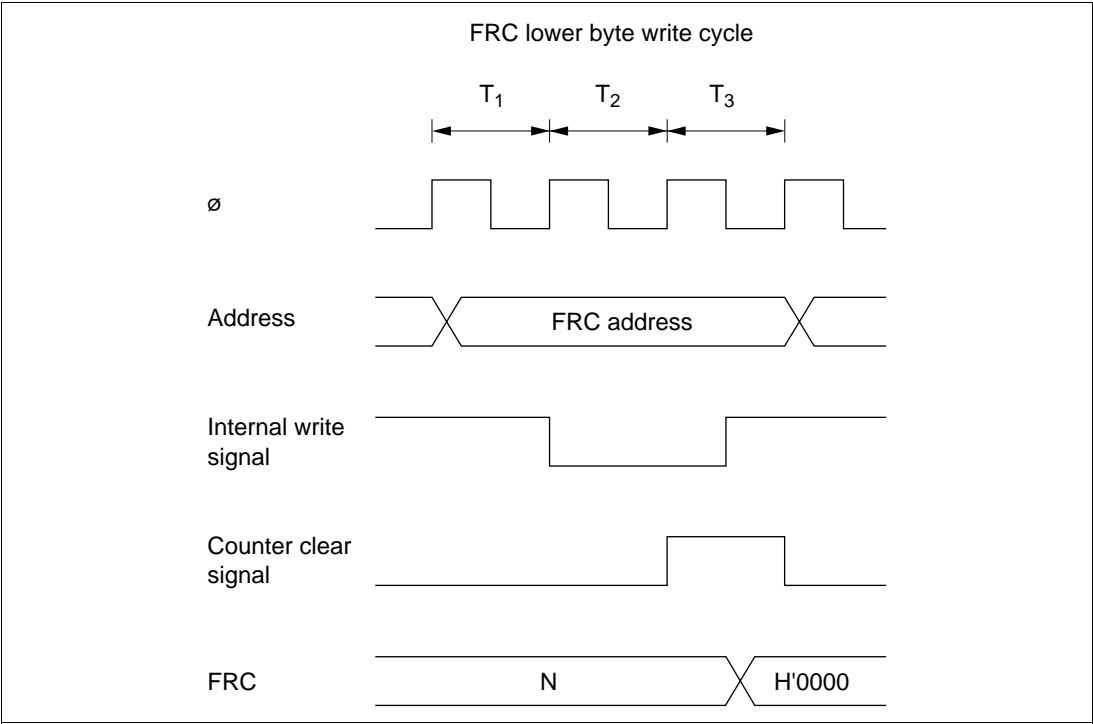 FRC lower byte write cycle
T1 T2 T3
ø
Address
FRC address
Internal write
signal
Counter clear
signal
FRC
N
H'0000